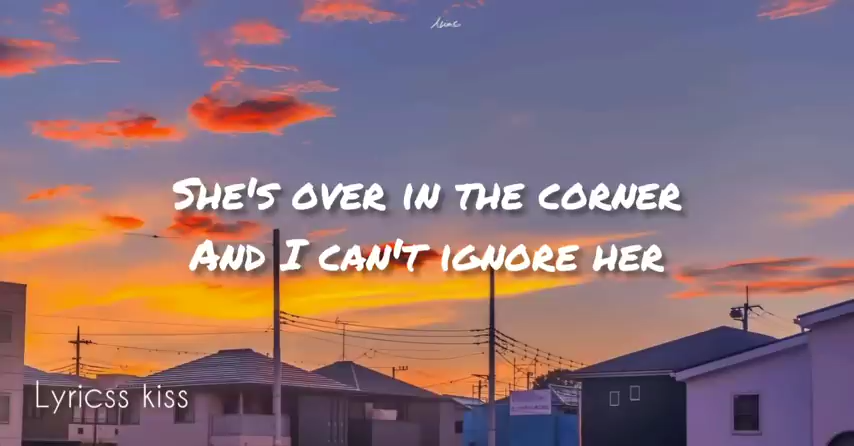 She's over in the corner
And I can't ignore her
Lyricss kiss